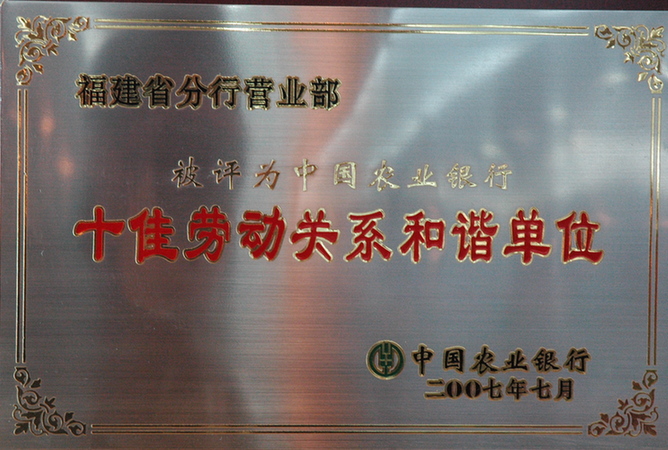 福建省分行营业部
被评为中国农业银行
十佳劳动关系和谐单位
中国农业银行
二00七年七月